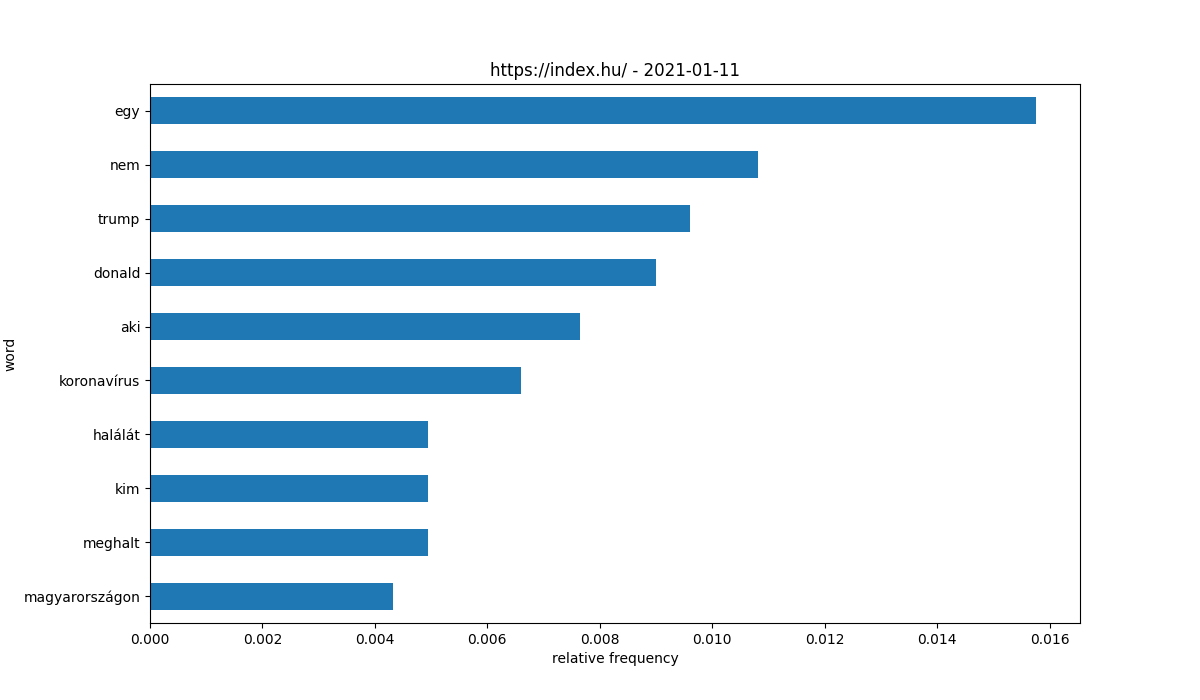 https://index.hu/ - 2021-01-11
egy
nem
trump
donald
aki
koronavírus
halálát
kim
meghalt
magyarországon
word
0.000 0.002 0.004 0.006 0.008 0.010 0.012 0.014 0.016
relative frequency